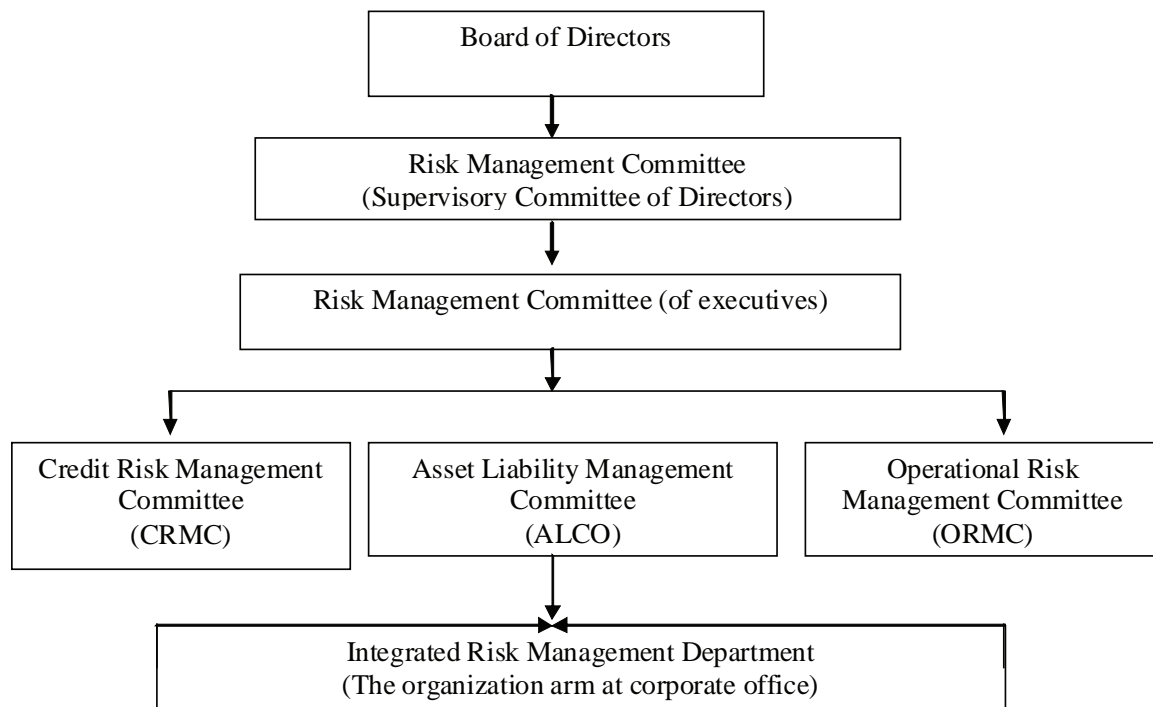 Board of Directors
Risk Management Committee
(Supervisory Committee of Directors)
Risk Management Committee (of executives)
Credit Risk Management
Committee
(CRMC)
Asset Liability Management
Committee
(ALCO)
Operational Risk
Management Committee
(ORMC)
Integrated Risk Management Department
(The organization arm at corporate office)